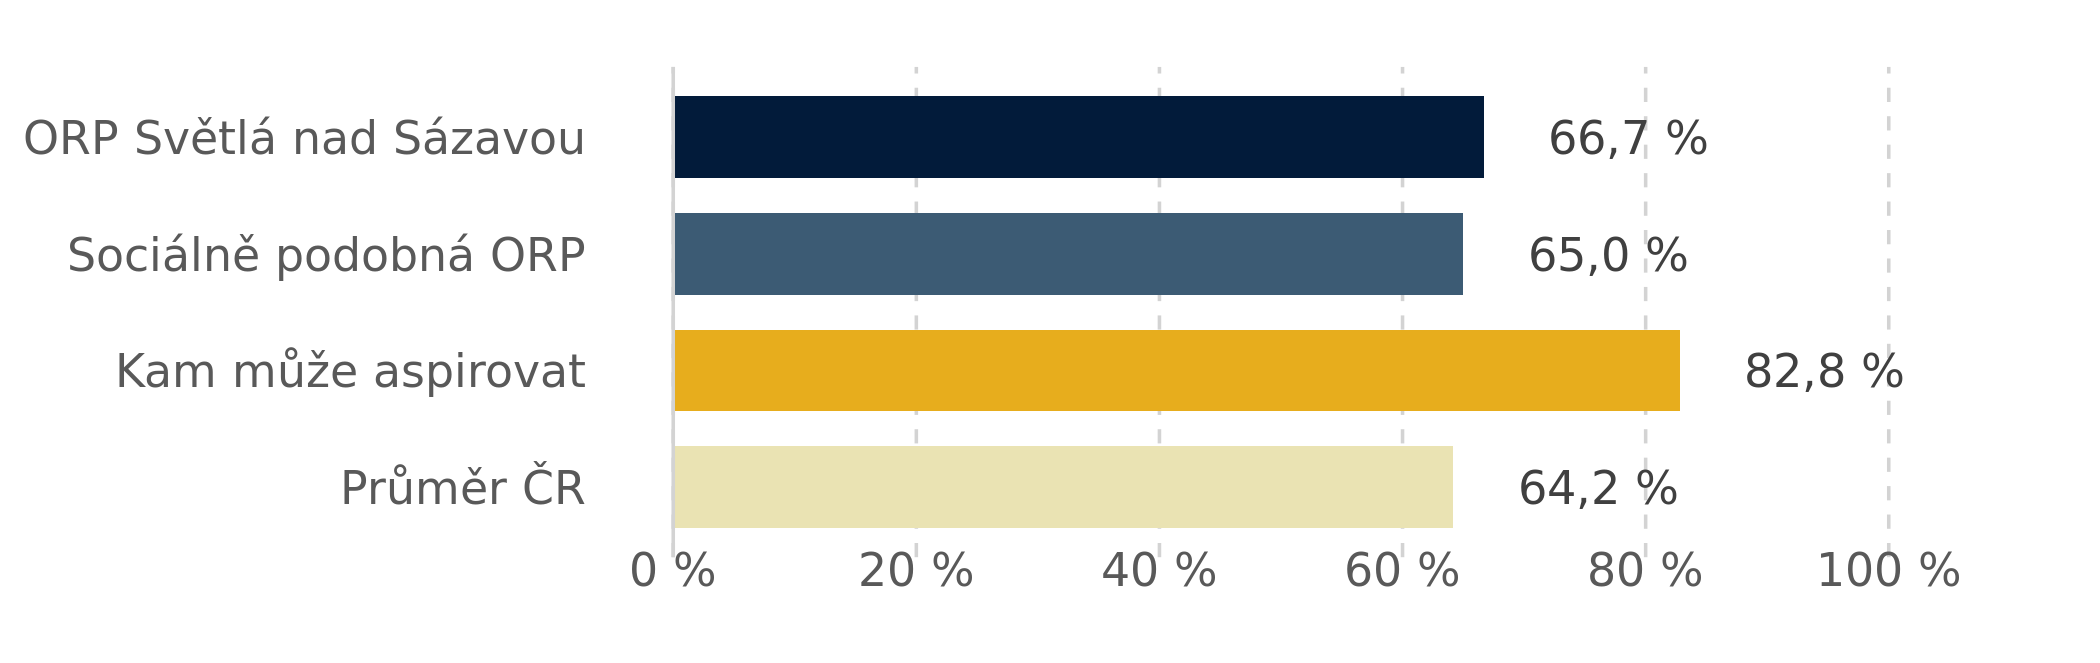 ORP Světlá nad Sázavou 66,7 %
Sociálně podobná ORP 65,0 %
Kam může aspirovat 82,8 %
Průměr ČR 64,2 %
0 % 20 % 40 % 60 % 80 % 100 %